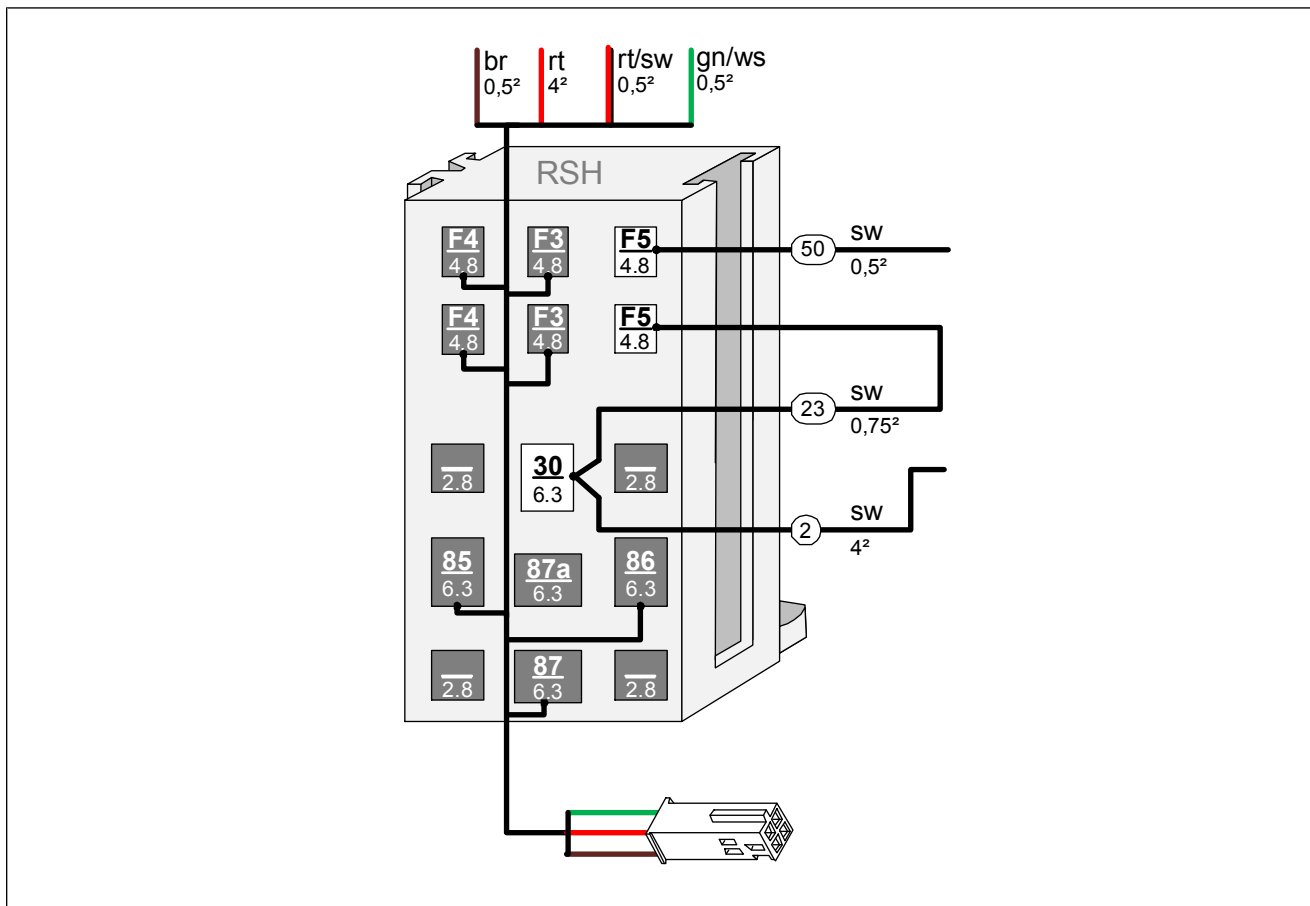 br rt rt/sw gn/ws
0,5² 4² 0,5² 0,5²
RSH
F4 F3 F5
4.8 4.8 4.8
50 sw
0,5²
F4 F3 F5
4.8 4.8 4.8
23 sw
0,75²
30
2.8 6.3 2.8
2 sw
4²
85 87a 86
6.3 6.3 6.3
87
2.8 6.3 2.8